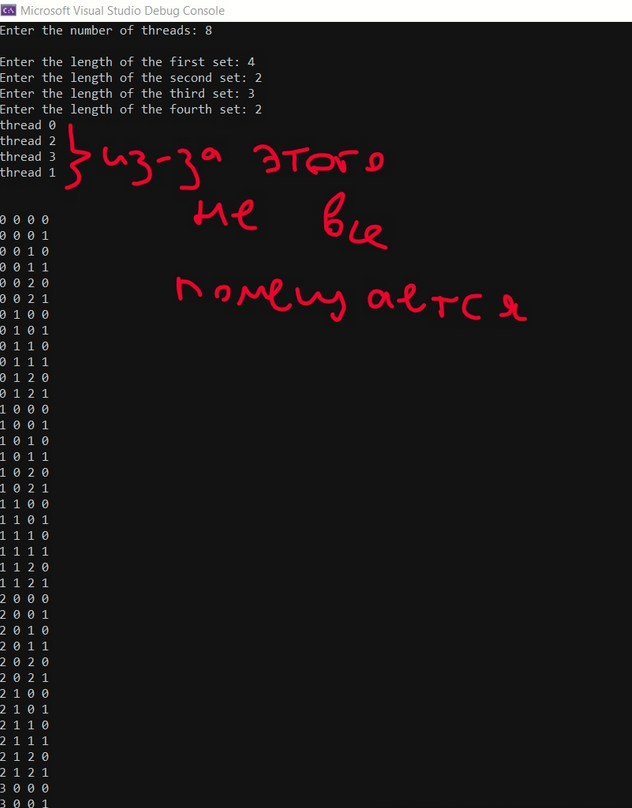 Microsoft Visual Studio Debug Console
Enter the number of threads: 8
Enter the length of the first set: 4
Enter the length of the second set: 2
Enter the length of the third set: 3
Enter the length of the fourth set: 2
thread 0
thread 2
thread 3
thread 1
из-за этого
не все
помещается
0 0 0 0
0 0 0 1
0 0 1 0
0 0 1 1
0 0 2 0
0 0 2 1
0 1 0 0
0 1 0 1
0 1 1 0
0 1 1 1
0 1 2 0
0 1 2 1
1 0 0 0
1 0 0 1
1 0 1 0
1 0 1 1
1 0 2 0
1 0 2 1
1 1 0 0
1 1 0 1
1 1 1 0
1 1 1 1
1 1 2 0
1 1 2 1
2 0 0 0
2 0 0 1
2 0 1 0
2 0 1 1
2 0 2 0
2 0 2 1
2 1 0 0
2 1 0 1
2 1 1 0
2 1 1 1
2 1 2 0
2 1 2 1
3 0 0 0
3 0 0 1